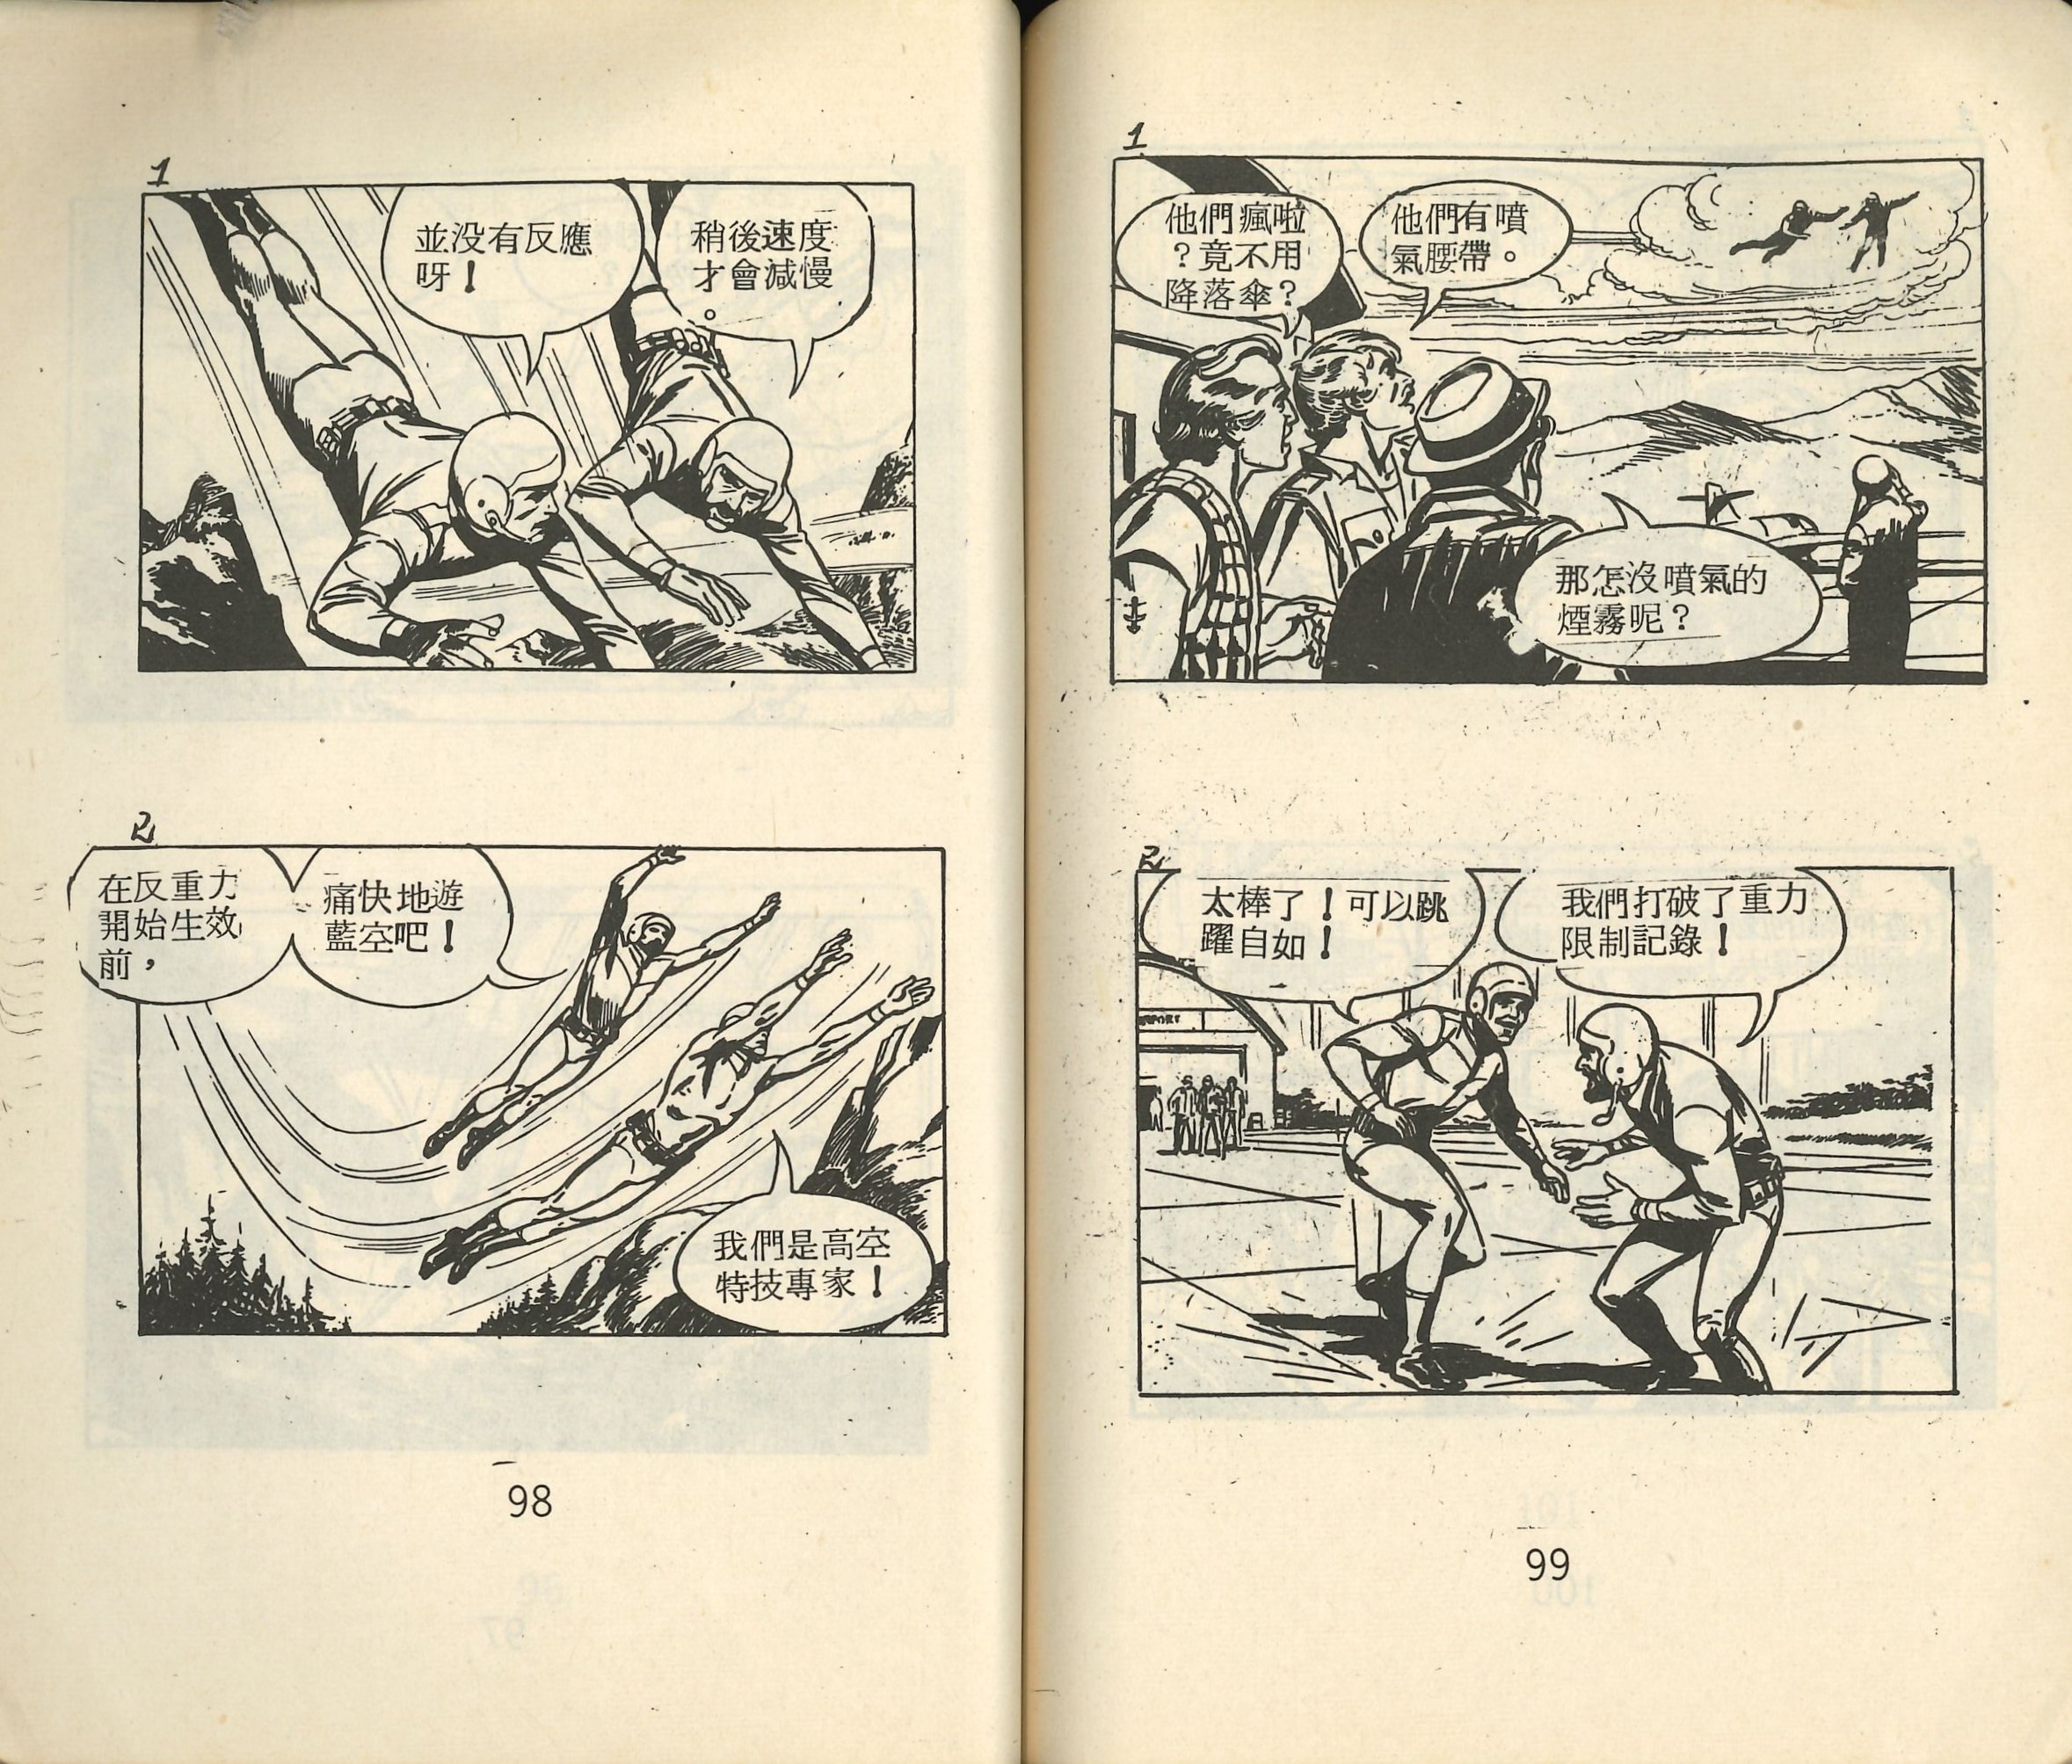 1
並没有反應
呀！
稍後速度
才會減慢
。
2
在反重力
開始生效
前，
痛快地遊
藍空吧！
我們是高空
特技專家！
98
1
他們瘋啦
？竟不用
降落傘？
他們有噴
氣腰帶。
那怎沒噴氣的
煙霧呢？
2
太棒了！可以跳
躍自如！
我們打破了重力
限制記錄！
99